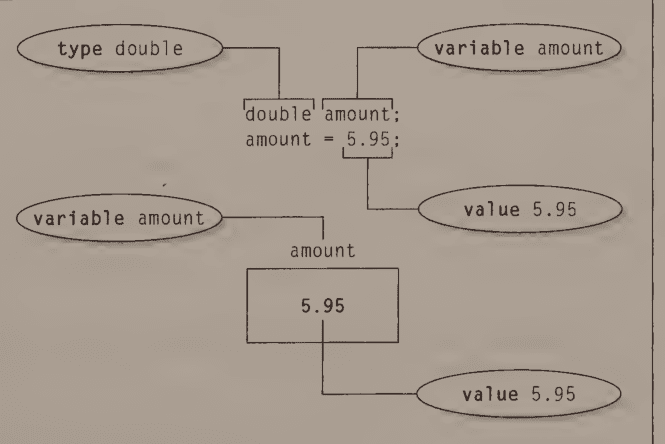 type double
variable amount
double amount;
amount = 5.95;
variable amount
value 5.95
amount
5.95
value 5.95